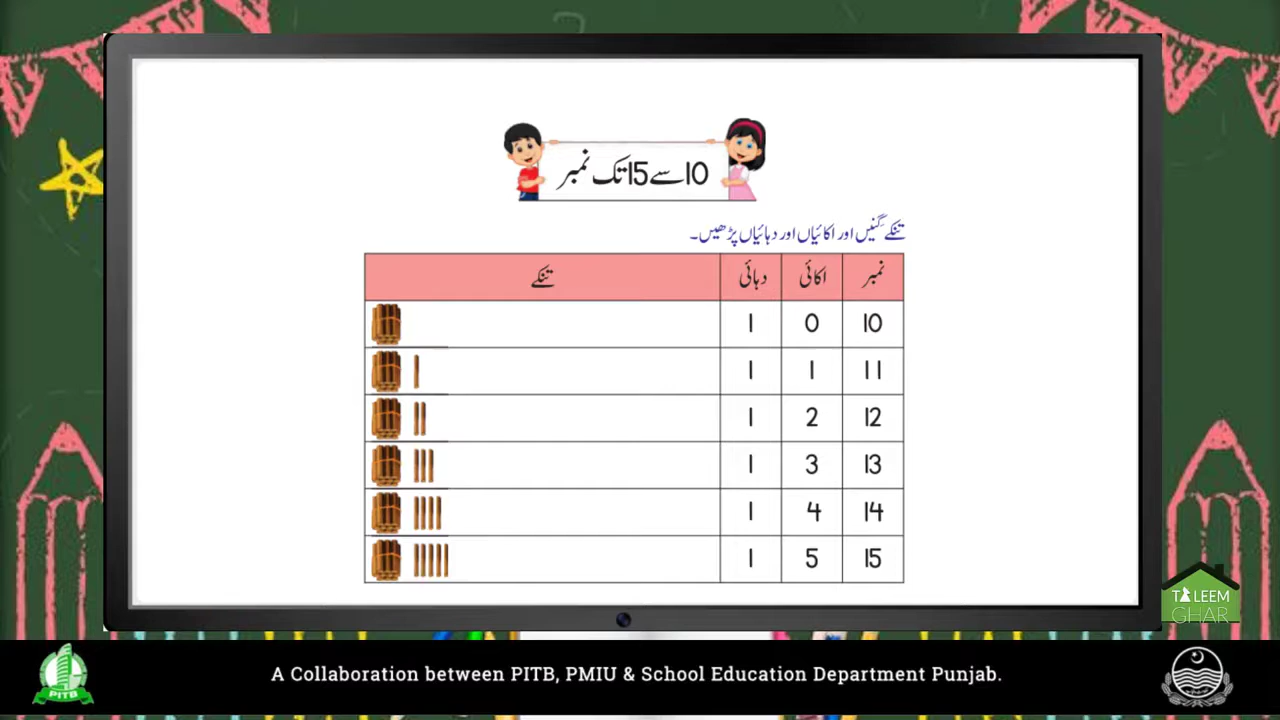 10 سے 15 تک نمبر
تنکے گنیں اور اکائیاں اور دہائیاں پڑھیں۔
نمبر اکائی دہائی تنکے
10 0 1
11 1 1
12 2 1
13 3 1
14 4 1
15 5 1
TALEEM
GHAR
PITB
A Collaboration between PITB, PMIU & School Education Department Punjab.